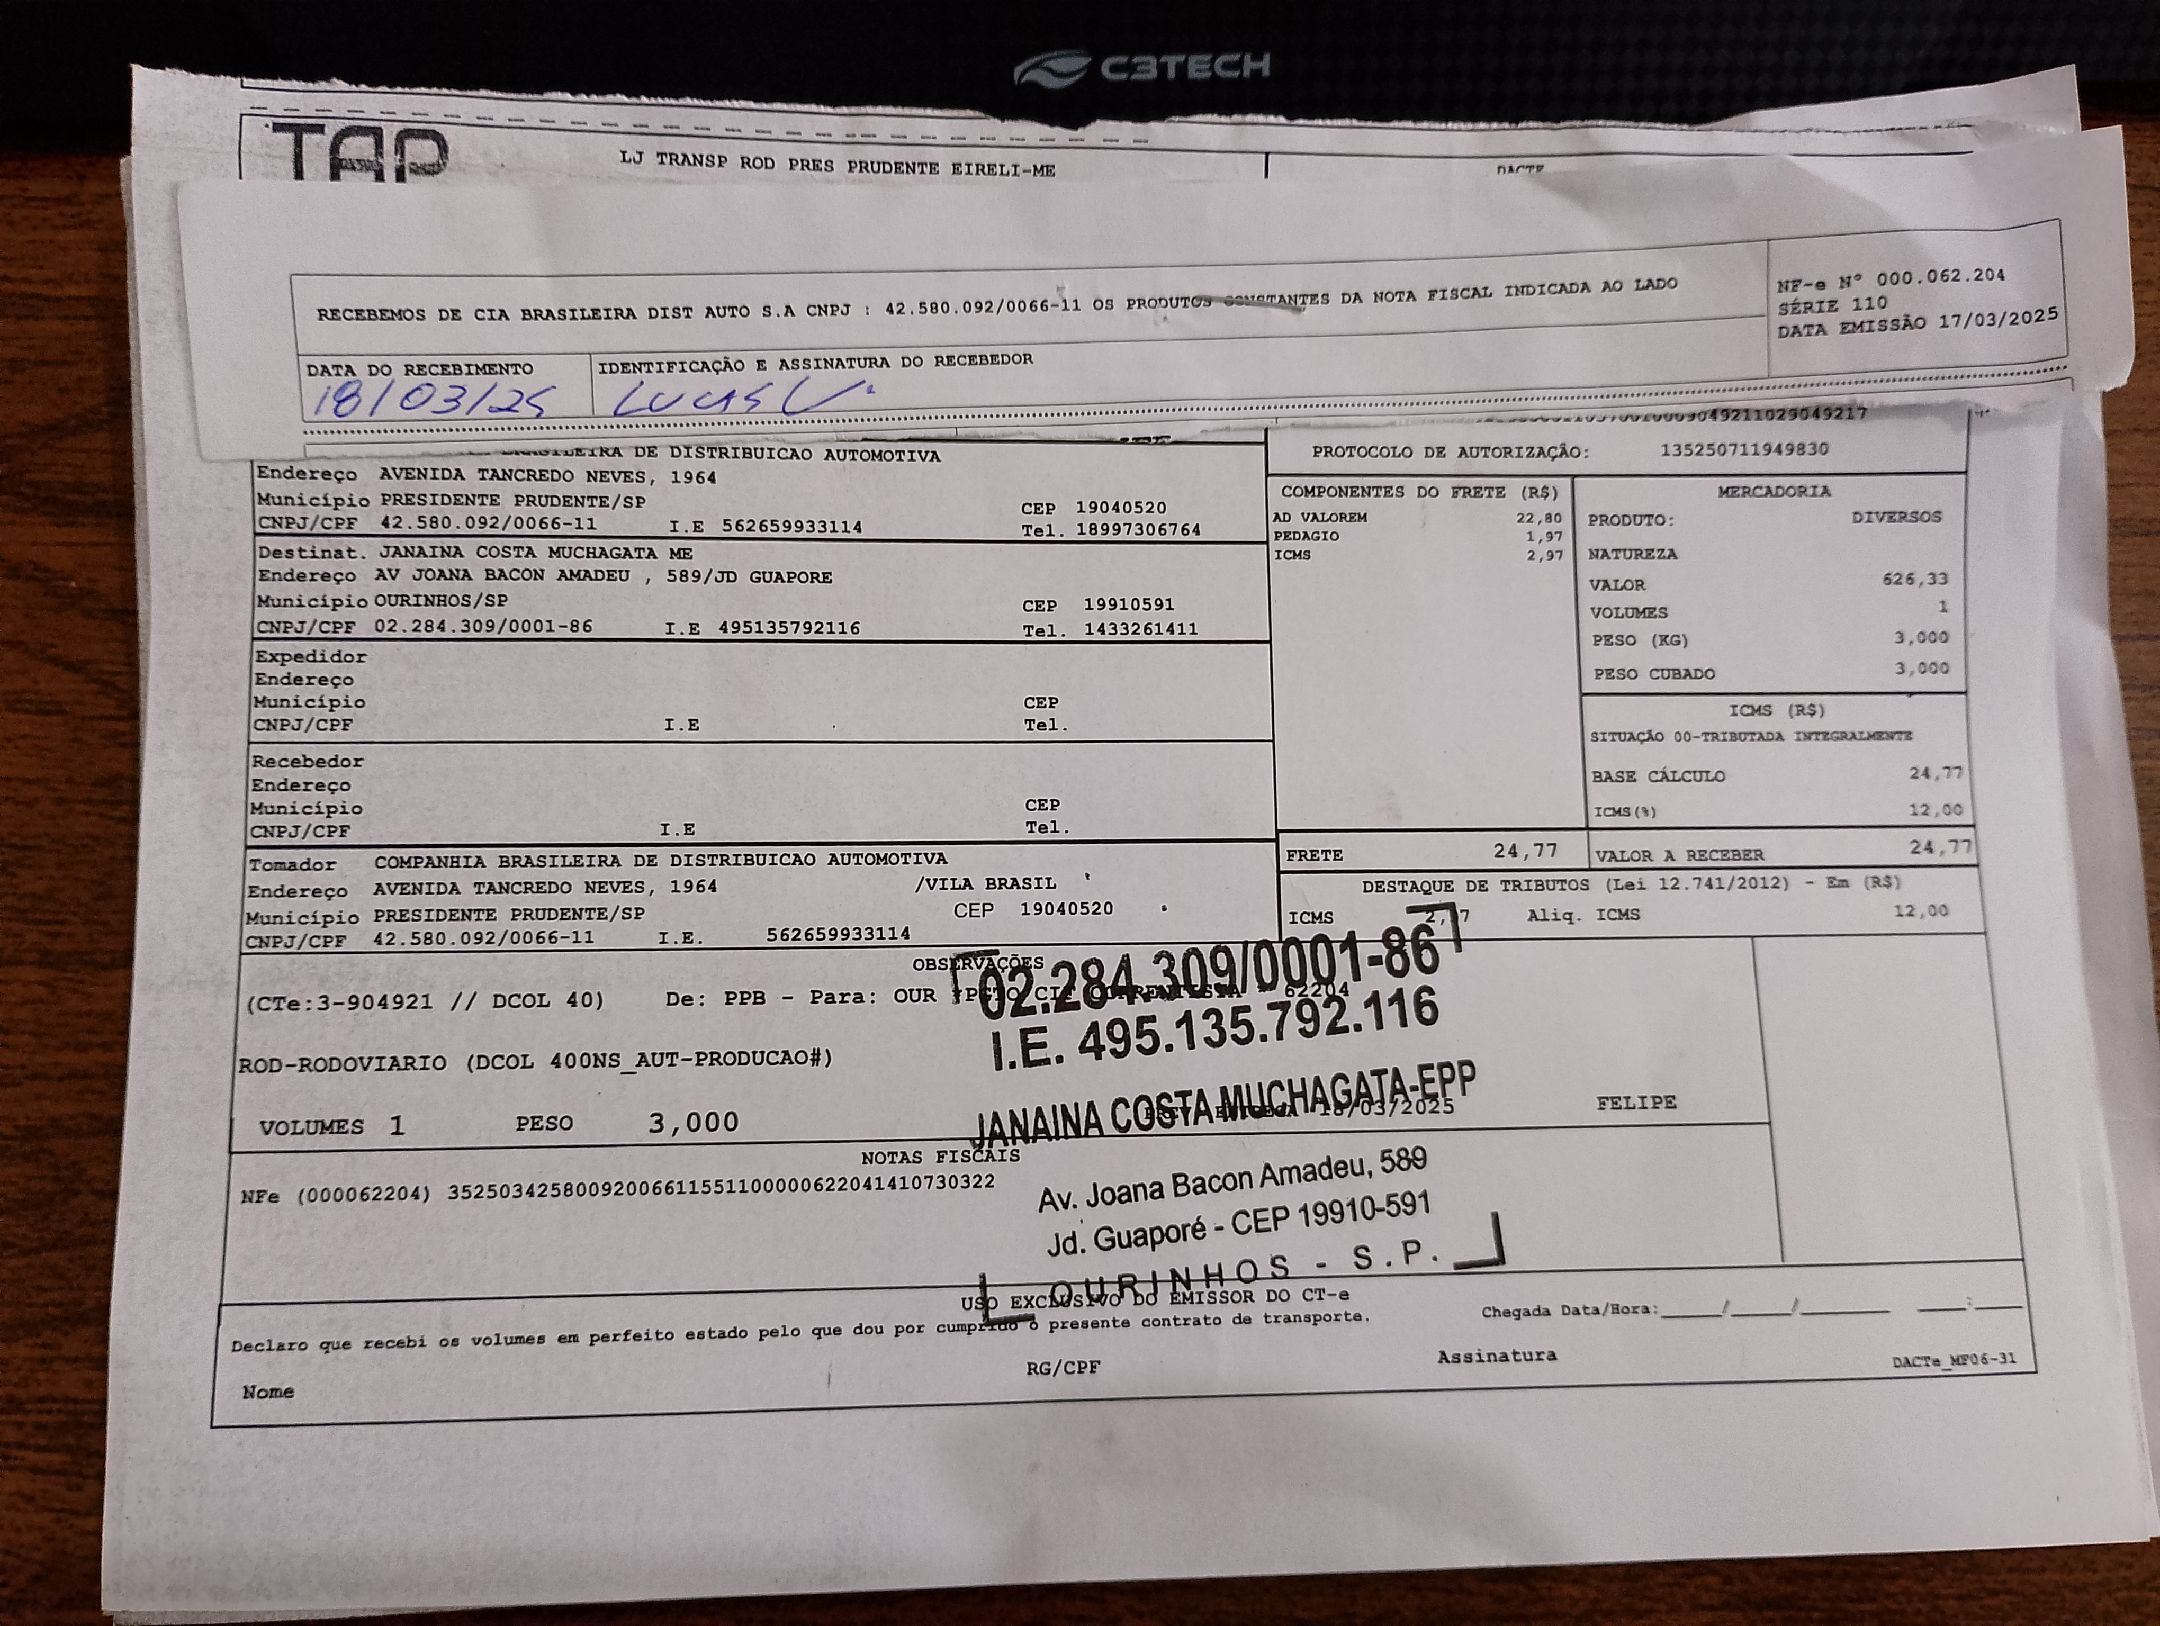 C3TECH
TAP
LJ TRANSP ROD PRES PRUDENTE EIRELI-ME
DACTE
RECEBEMOS DE CIA BRASILEIRA DIST AUTO S.A CNPJ : 42.580.092/0066-11 OS PRODUTOS CONSTANTES DA NOTA FISCAL INDICADA AO LADO
NF-e Nº 000.062.204
SÉRIE 110
DATA EMISSÃO 17/03/2025
DATA DO RECEBIMENTO
IDENTIFICAÇÃO E ASSINATURA DO RECEBEDOR
18/03/25
LUCAS
DE DISTRIBUICAO AUTOMOTIVA
Endereço AVENIDA TANCREDO NEVES, 1964
Município PRESIDENTE PRUDENTE/SP
CEP 19040520
CNPJ/CPF 42.580.092/0066-11 I.E 562659933114
Tel. 18997306764
Destinat. JANAINA COSTA MUCHAGATA ME
Endereço AV JOANA BACON AMADEU , 589/JD GUAPORE
Município OURINHOS/SP
CEP 19910591
CNPJ/CPF 02.284.309/0001-86 I.E 495135792116
Tel. 1433261411
Expedidor
Endereço
Município
CEP
CNPJ/CPF I.E
Tel.
Recebedor
Endereço
Município
CEP
CNPJ/CPF I.E
Tel.
Tomador COMPANHIA BRASILEIRA DE DISTRIBUICAO AUTOMOTIVA
Endereço AVENIDA TANCREDO NEVES, 1964 /VILA BRASIL
Município PRESIDENTE PRUDENTE/SP CEP 19040520
CNPJ/CPF 42.580.092/0066-11 I.E. 562659933114
PROTOCOLO DE AUTORIZAÇÃO: 135250711949830
COMPONENTES DO FRETE (R$)
AD VALOREM 22,80
PEDAGIO 1,97
ICMS 2,97
MERCADORIA
PRODUTO: DIVERSOS
NATUREZA
VALOR 626,33
VOLUMES 1
PESO (KG) 3,000
PESO CUBADO 3,000
ICMS (R$)
SITUAÇÃO 00-TRIBUTADA INTEGRALMENTE
BASE CÁLCULO 24,77
ICMS(%) 12,00
FRETE 24,77
VALOR A RECEBER 24,77
DESTAQUE DE TRIBUTOS (Lei 12.741/2012) - Em (R$)
ICMS Aliq. ICMS 12,00
OBSERVAÇÕES
(CTe:3-904921 // DCOL 40) De: PPB - Para: OUR 62204
ROD-RODOVIARIO (DCOL 400NS_AUT-PRODUCAO#)
VOLUMES 1 PESO 3,000
18/03/2025
FELIPE
02.284.309/0001-86
I.E. 495.135.792.116
JANAINA COSTA MUCHAGATA-EPP
Av. Joana Bacon Amadeu, 589
Jd. Guaporé - CEP 19910-591
OURINHOS - S.P.
NOTAS FISCAIS
NFe (000062204) 35250342580092006611551100000622041410730322
USO EXCLUSIVO DO EMISSOR DO CT-e
Declaro que recebi os volumes em perfeito estado pelo que dou por cumprido o presente contrato de transporte.
Chegada Data/Hora:____/____/____ ___:___
Nome
RG/CPF
Assinatura
DACTe_MF06-31